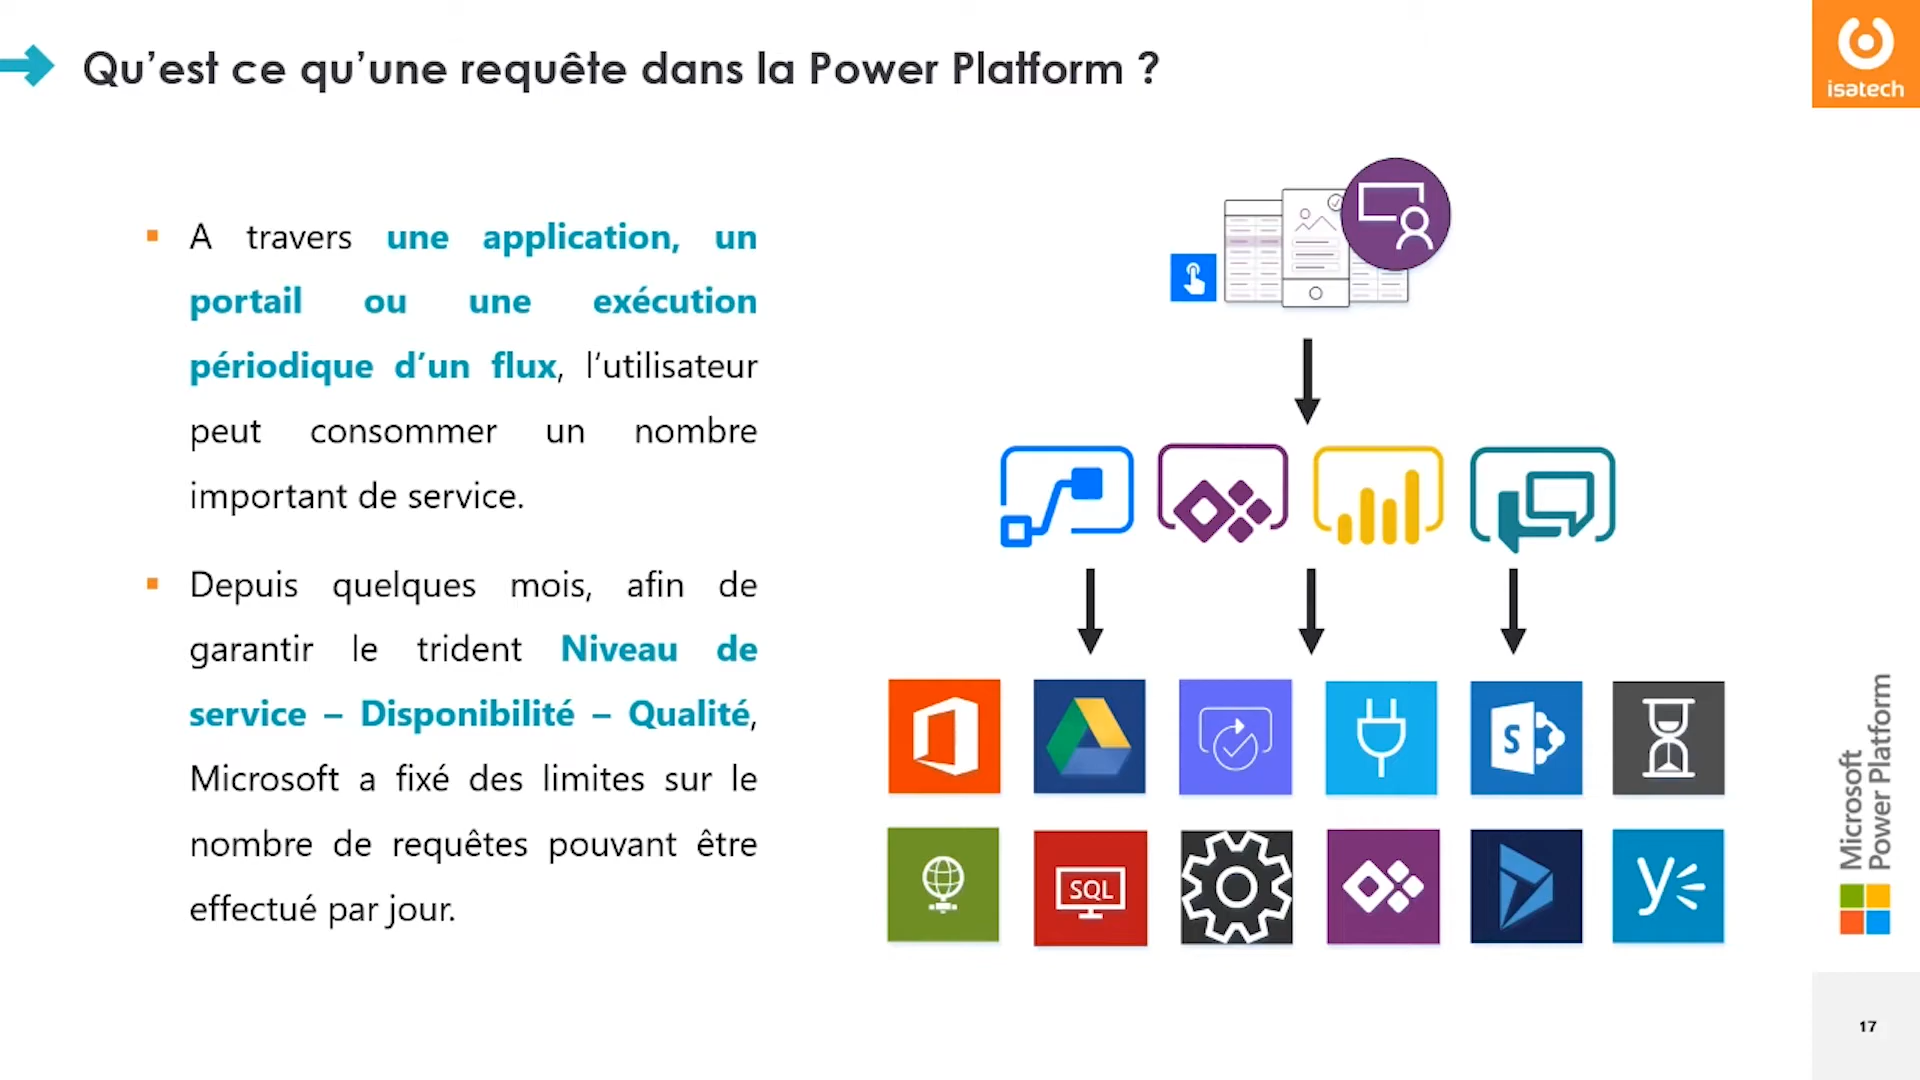 Qu’est ce qu’une requête dans la Power Platform ?
isatech
A travers une application, un
portail ou une exécution
périodique d’un flux, l’utilisateur
peut consommer un nombre
important de service.
Depuis quelques mois, afin de
garantir le trident Niveau de
service – Disponibilité – Qualité,
Microsoft a fixé des limites sur le
nombre de requêtes pouvant être
effectué par jour.
S
SQL
Microsoft
Power Platform
17